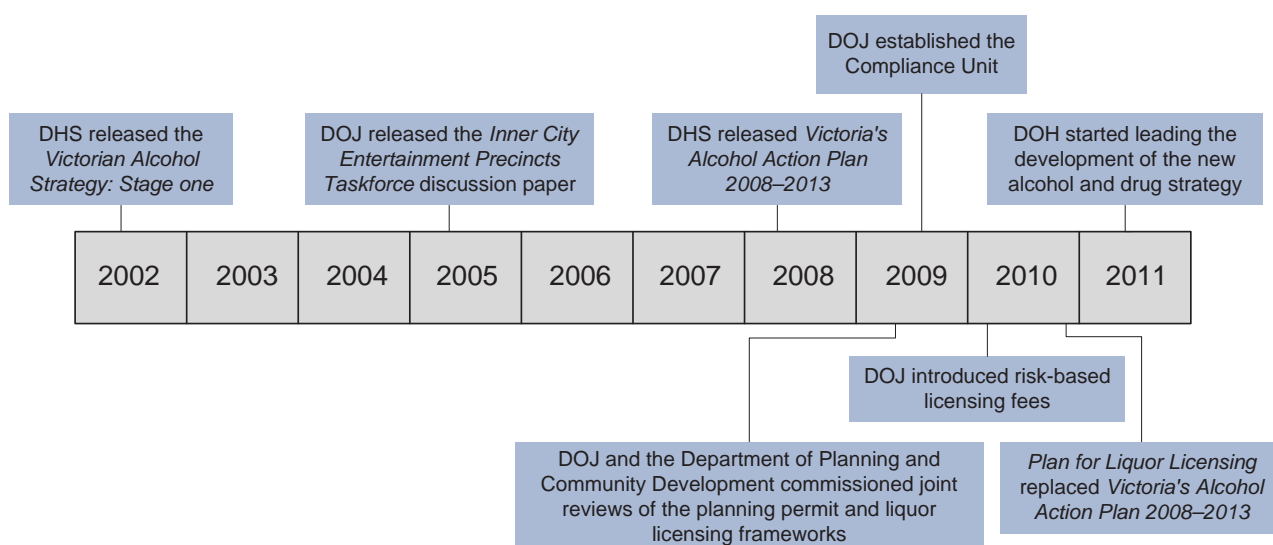 DOJ established the
Compliance Unit
DHS released the
Victorian Alcohol
Strategy: Stage one
DOJ released the Inner City
Entertainment Precincts
Taskforce discussion paper
DHS released Victoria's
Alcohol Action Plan
2008–2013
DOH started leading the
development of the new
alcohol and drug strategy
2002 2003 2004 2005 2006 2007 2008 2009 2010 2011
DOJ introduced risk-based
licensing fees
DOJ and the Department of Planning and
Community Development commissioned joint
reviews of the planning permit and liquor
licensing frameworks
Plan for Liquor Licensing
replaced Victoria's Alcohol
Action Plan 2008–2013